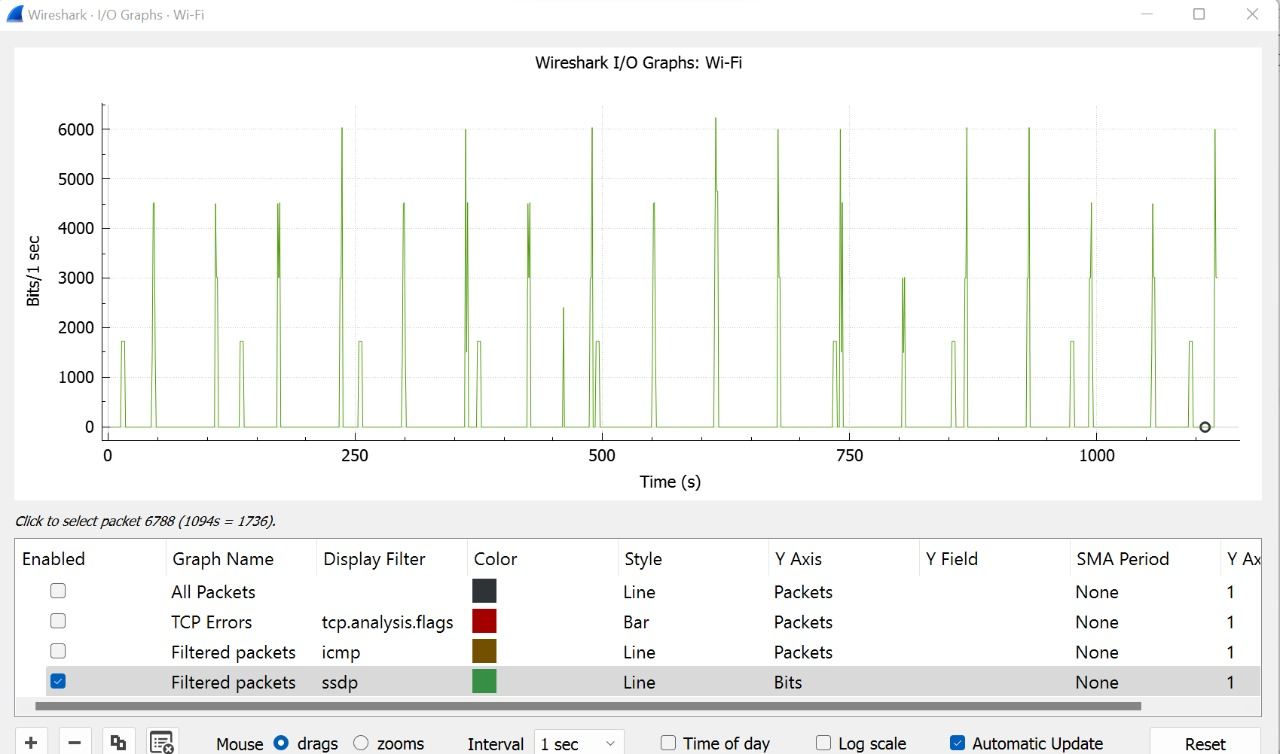 Wireshark · I/O Graphs · Wi-Fi
Wireshark I/O Graphs: Wi-Fi
6000
5000
4000
3000
2000
1000
0
Bits/1 sec
0 250 500 750 1000
Time (s)
Click to select packet 6788 (1094s = 1736).
Enabled Graph Name Display Filter Color Style Y Axis Y Field SMA Period Y Ax
All Packets Line Packets None 1
TCP Errors tcp.analysis.flags Bar Packets None 1
Filtered packets icmp Line Packets None 1
Filtered packets ssdp Line Bits None 1
+ − Mouse drags zooms Interval 1 sec Time of day Log scale Automatic Update Reset